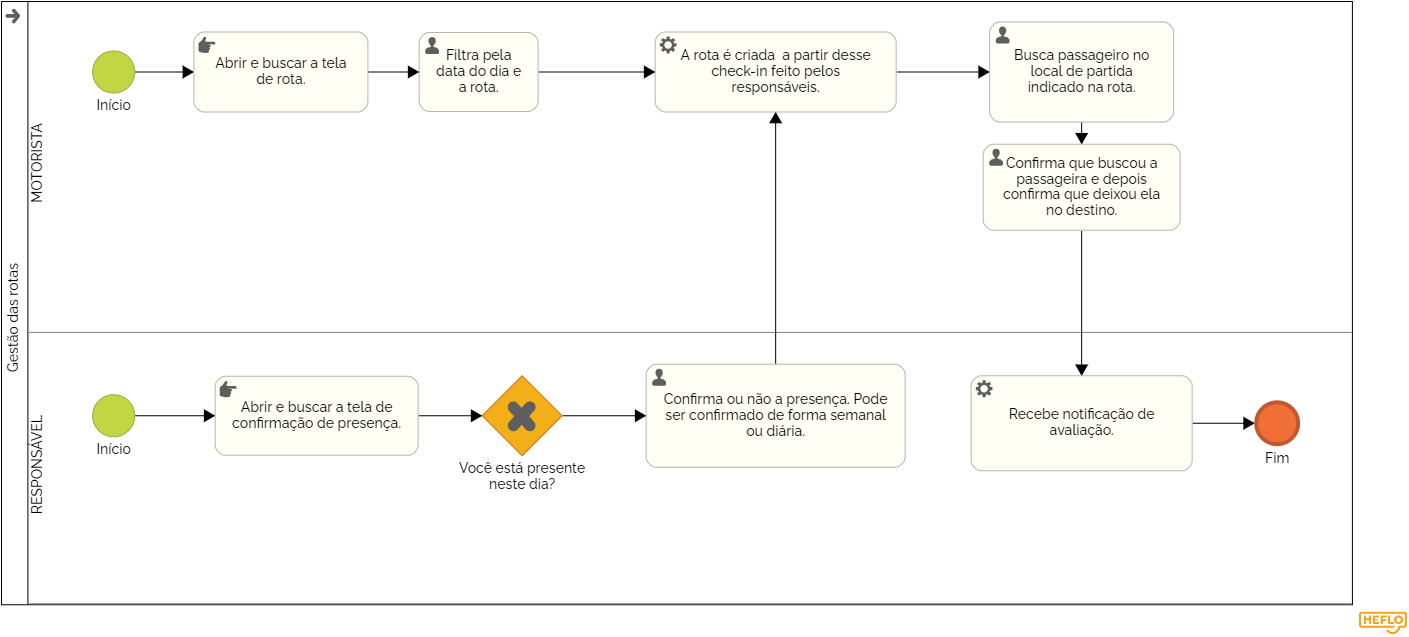 Gestão das rotas
MOTORISTA
Início
Abrir e buscar a tela
de rota.
Filtra pela
data do dia e
a rota.
A rota é criada  a partir desse
check-in feito pelos
responsáveis.
Busca passageiro no
local de partida
indicado na rota.
Confirma que buscou a
passageira e depois
confirma que deixou ela
no destino.
RESPONSÁVEL
Início
Abrir e buscar a tela de
confirmação de presença.
Você está presente
neste dia?
Confirma ou não a presença. Pode
ser confirmado de forma semanal
ou diária.
Recebe notificação de
avaliação.
Fim
HEFLO